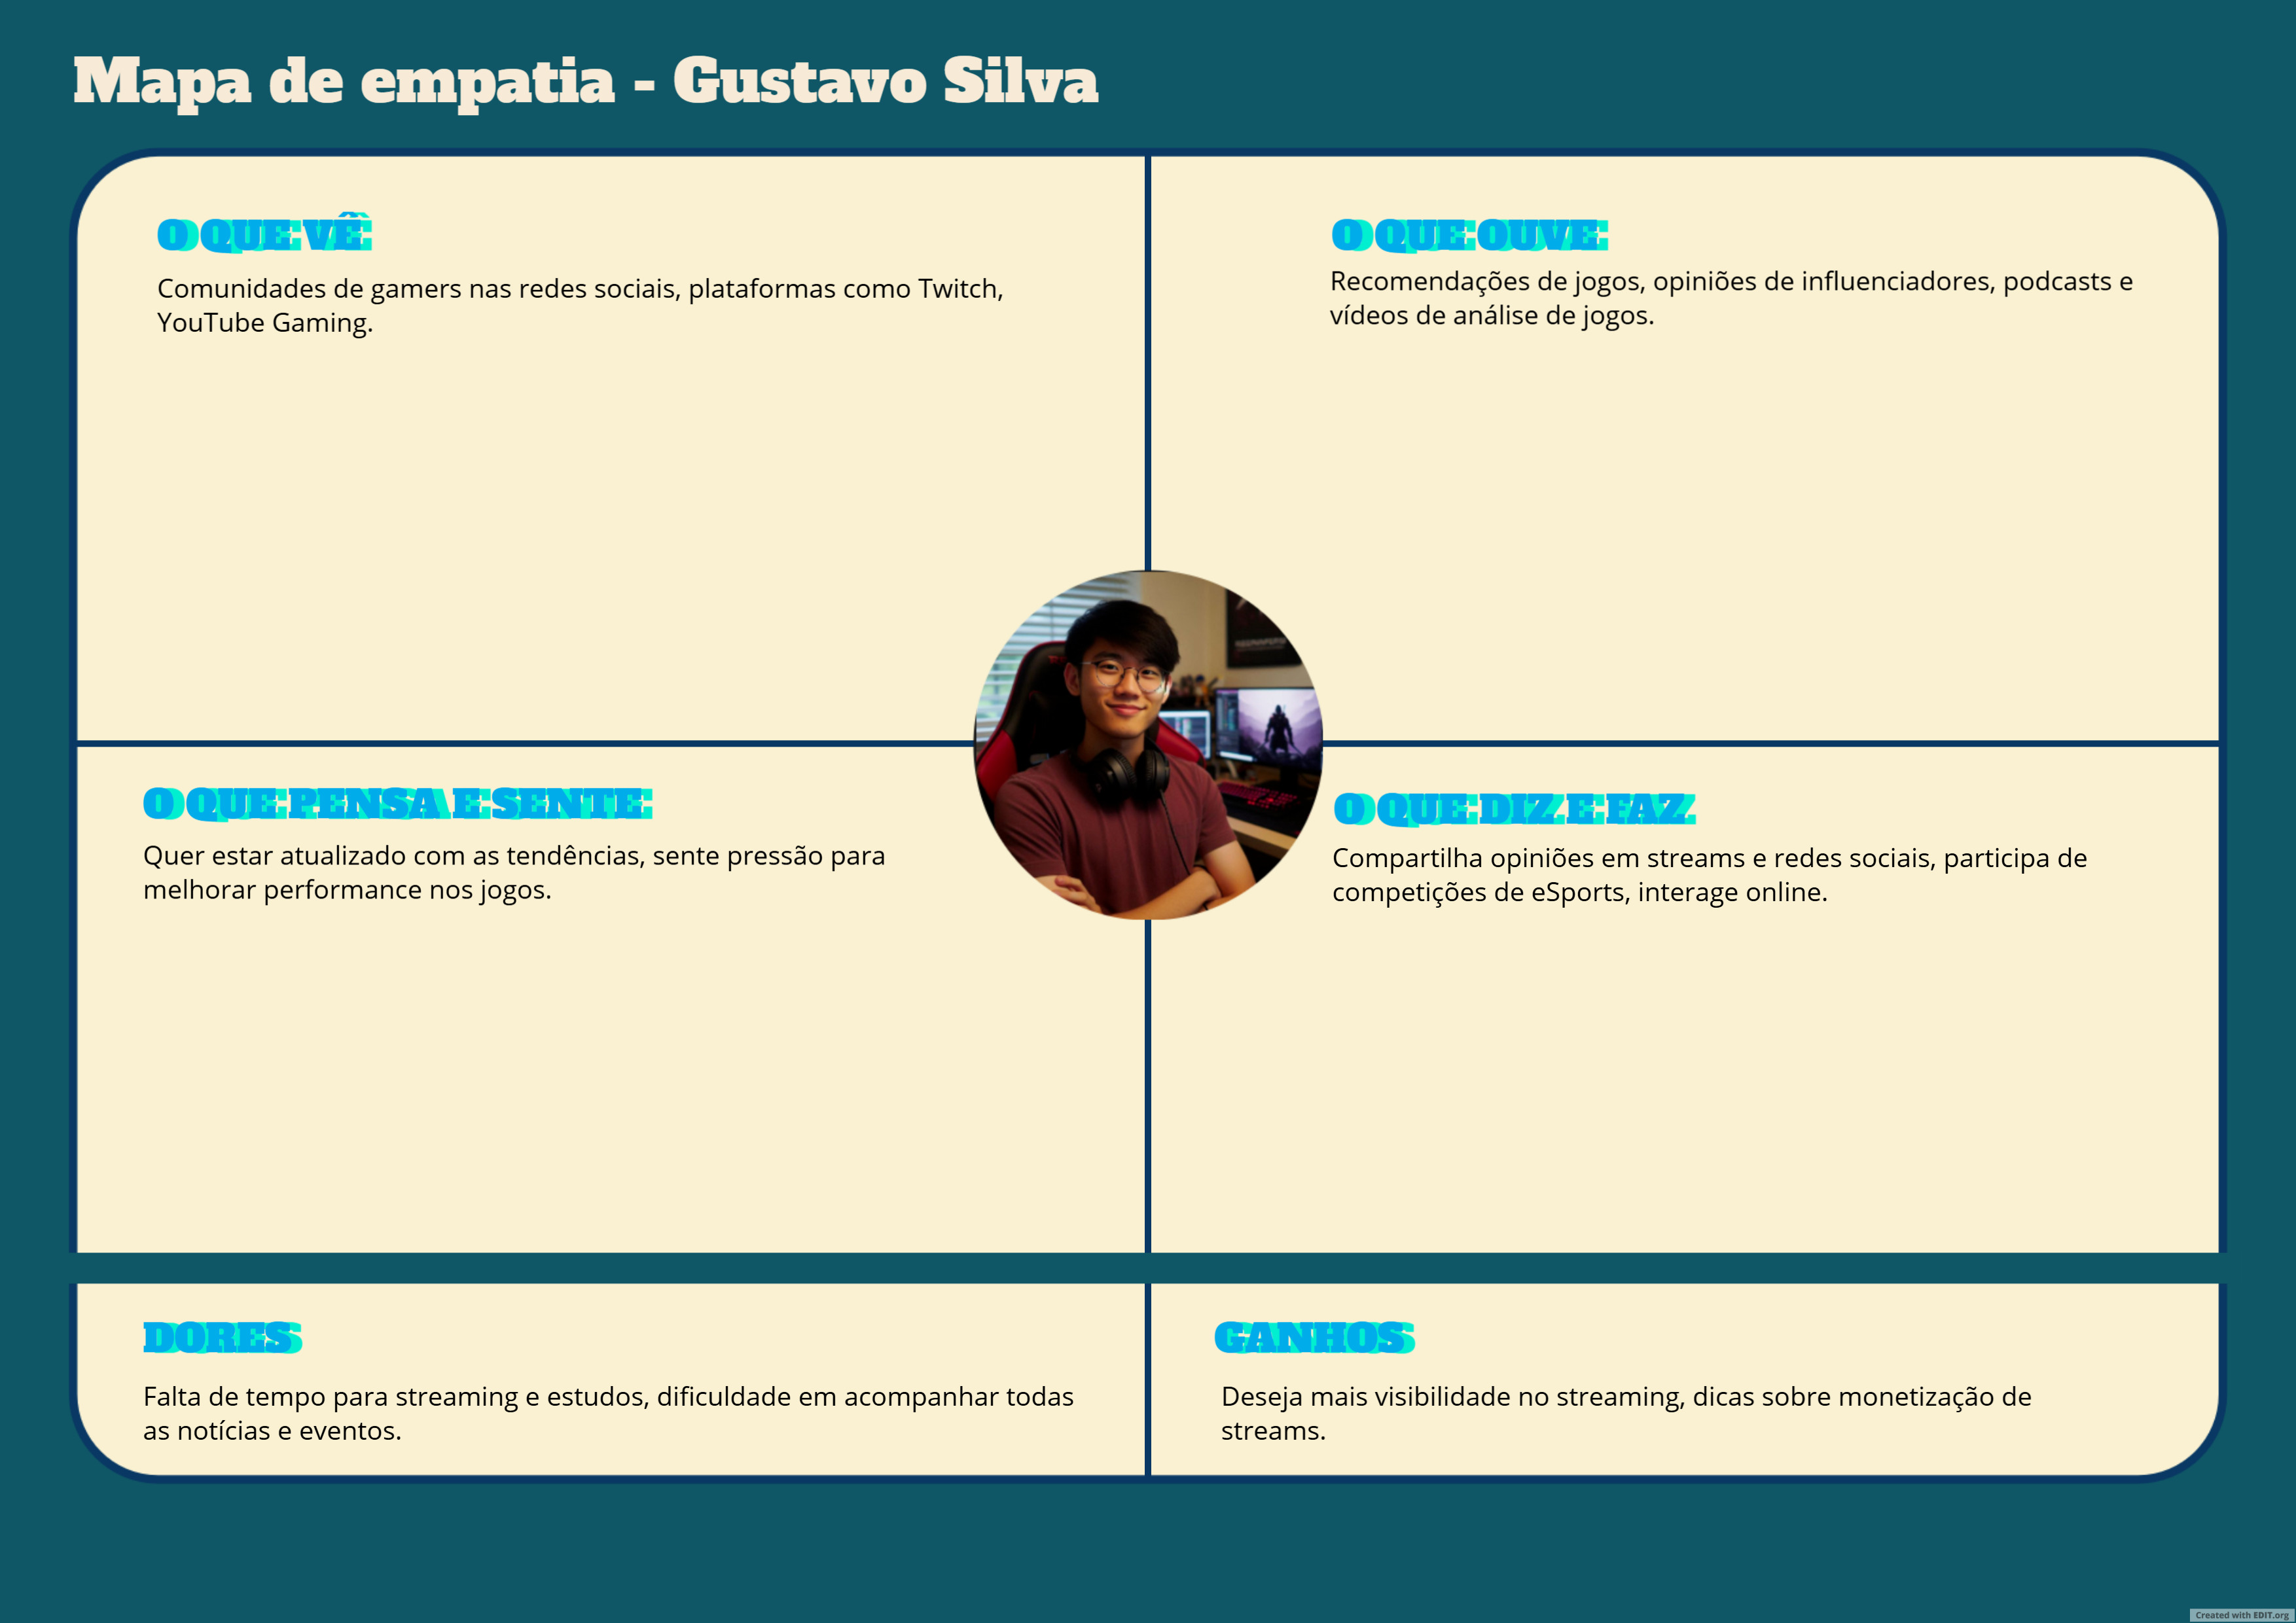 Mapa de empatia - Gustavo Silva
O QUE VÊ
Comunidades de gamers nas redes sociais, plataformas como Twitch,
YouTube Gaming.
O QUE OUVE
Recomendações de jogos, opiniões de influenciadores, podcasts e
vídeos de análise de jogos.
O QUE PENSA E SENTE
Quer estar atualizado com as tendências, sente pressão para
melhorar performance nos jogos.
O QUE DIZ E FAZ
Compartilha opiniões em streams e redes sociais, participa de
competições de eSports, interage online.
DORES
Falta de tempo para streaming e estudos, dificuldade em acompanhar todas
as notícias e eventos.
GANHOS
Deseja mais visibilidade no streaming, dicas sobre monetização de
streams.
Created with EDIT.org